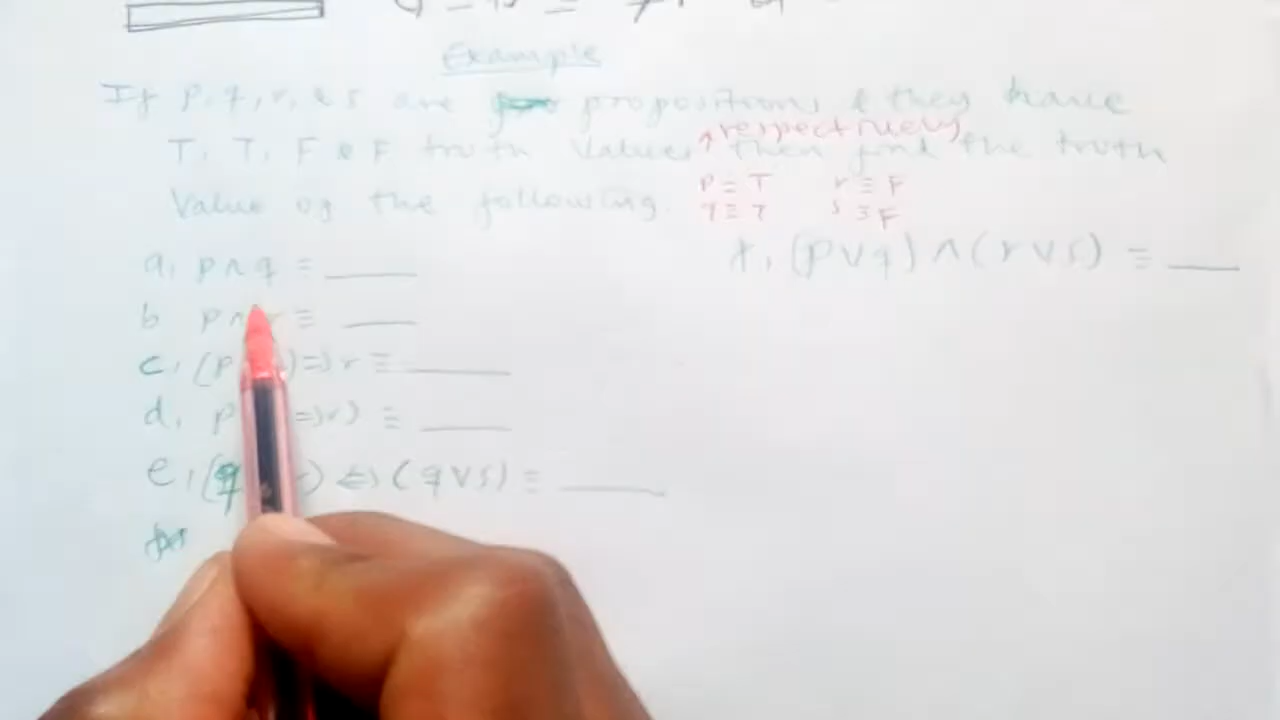 Example
If p, q, r, & s are propositions & they have
respectively
T, T, F & F truth values then find the truth
value of the following.
p ≡ T r ≡ F
q ≡ T s ≡ F
a, p ∧ q = ____
f, (p ∨ q) ∧ (r ∨ s) ≡ ____
b p ∧ ≡ ____
c, (p ) => r ≡ ____
d, p => r) ≡ ____
e, (q ) <=> (q ∨ s) ≡ ____